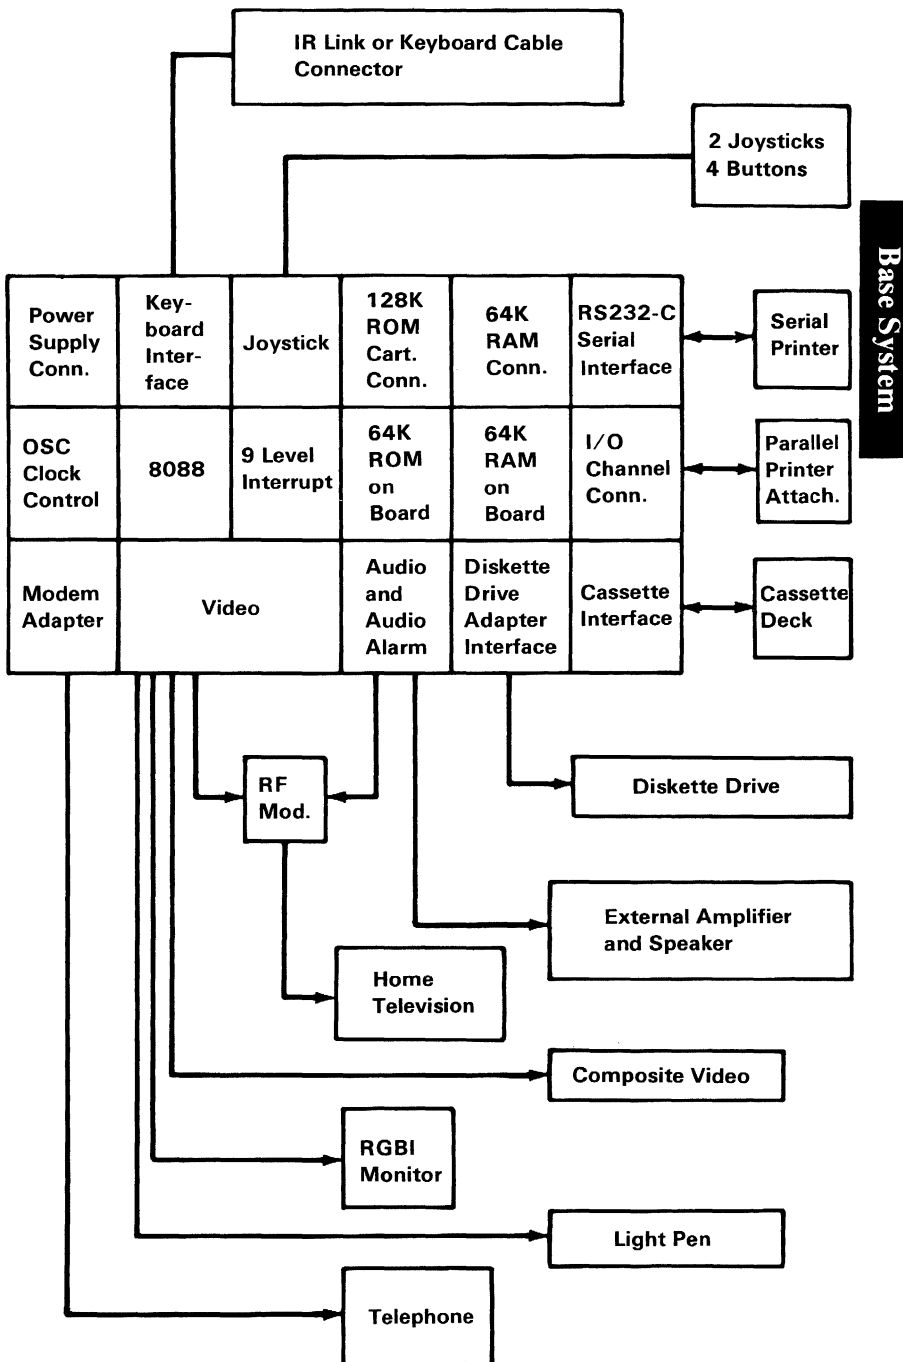 IR Link or Keyboard Cable
Connector
2 Joysticks
4 Buttons
Base System
Power
Supply
Conn.
Key-
board
Inter-
face
Joystick
128K
ROM
Cart.
Conn.
64K
RAM
Conn.
RS232-C
Serial
Interface
Serial
Printer
OSC
Clock
Control
8088
9 Level
Interrupt
64K
ROM
on
Board
64K
RAM
on
Board
I/O
Channel
Conn.
Parallel
Printer
Attach.
Modem
Adapter
Video
Audio
and
Audio
Alarm
Diskette
Drive
Adapter
Interface
Cassette
Interface
Cassette
Deck
RF
Mod.
Diskette Drive
External Amplifier
and Speaker
Home
Television
Composite Video
RGBI
Monitor
Light Pen
Telephone